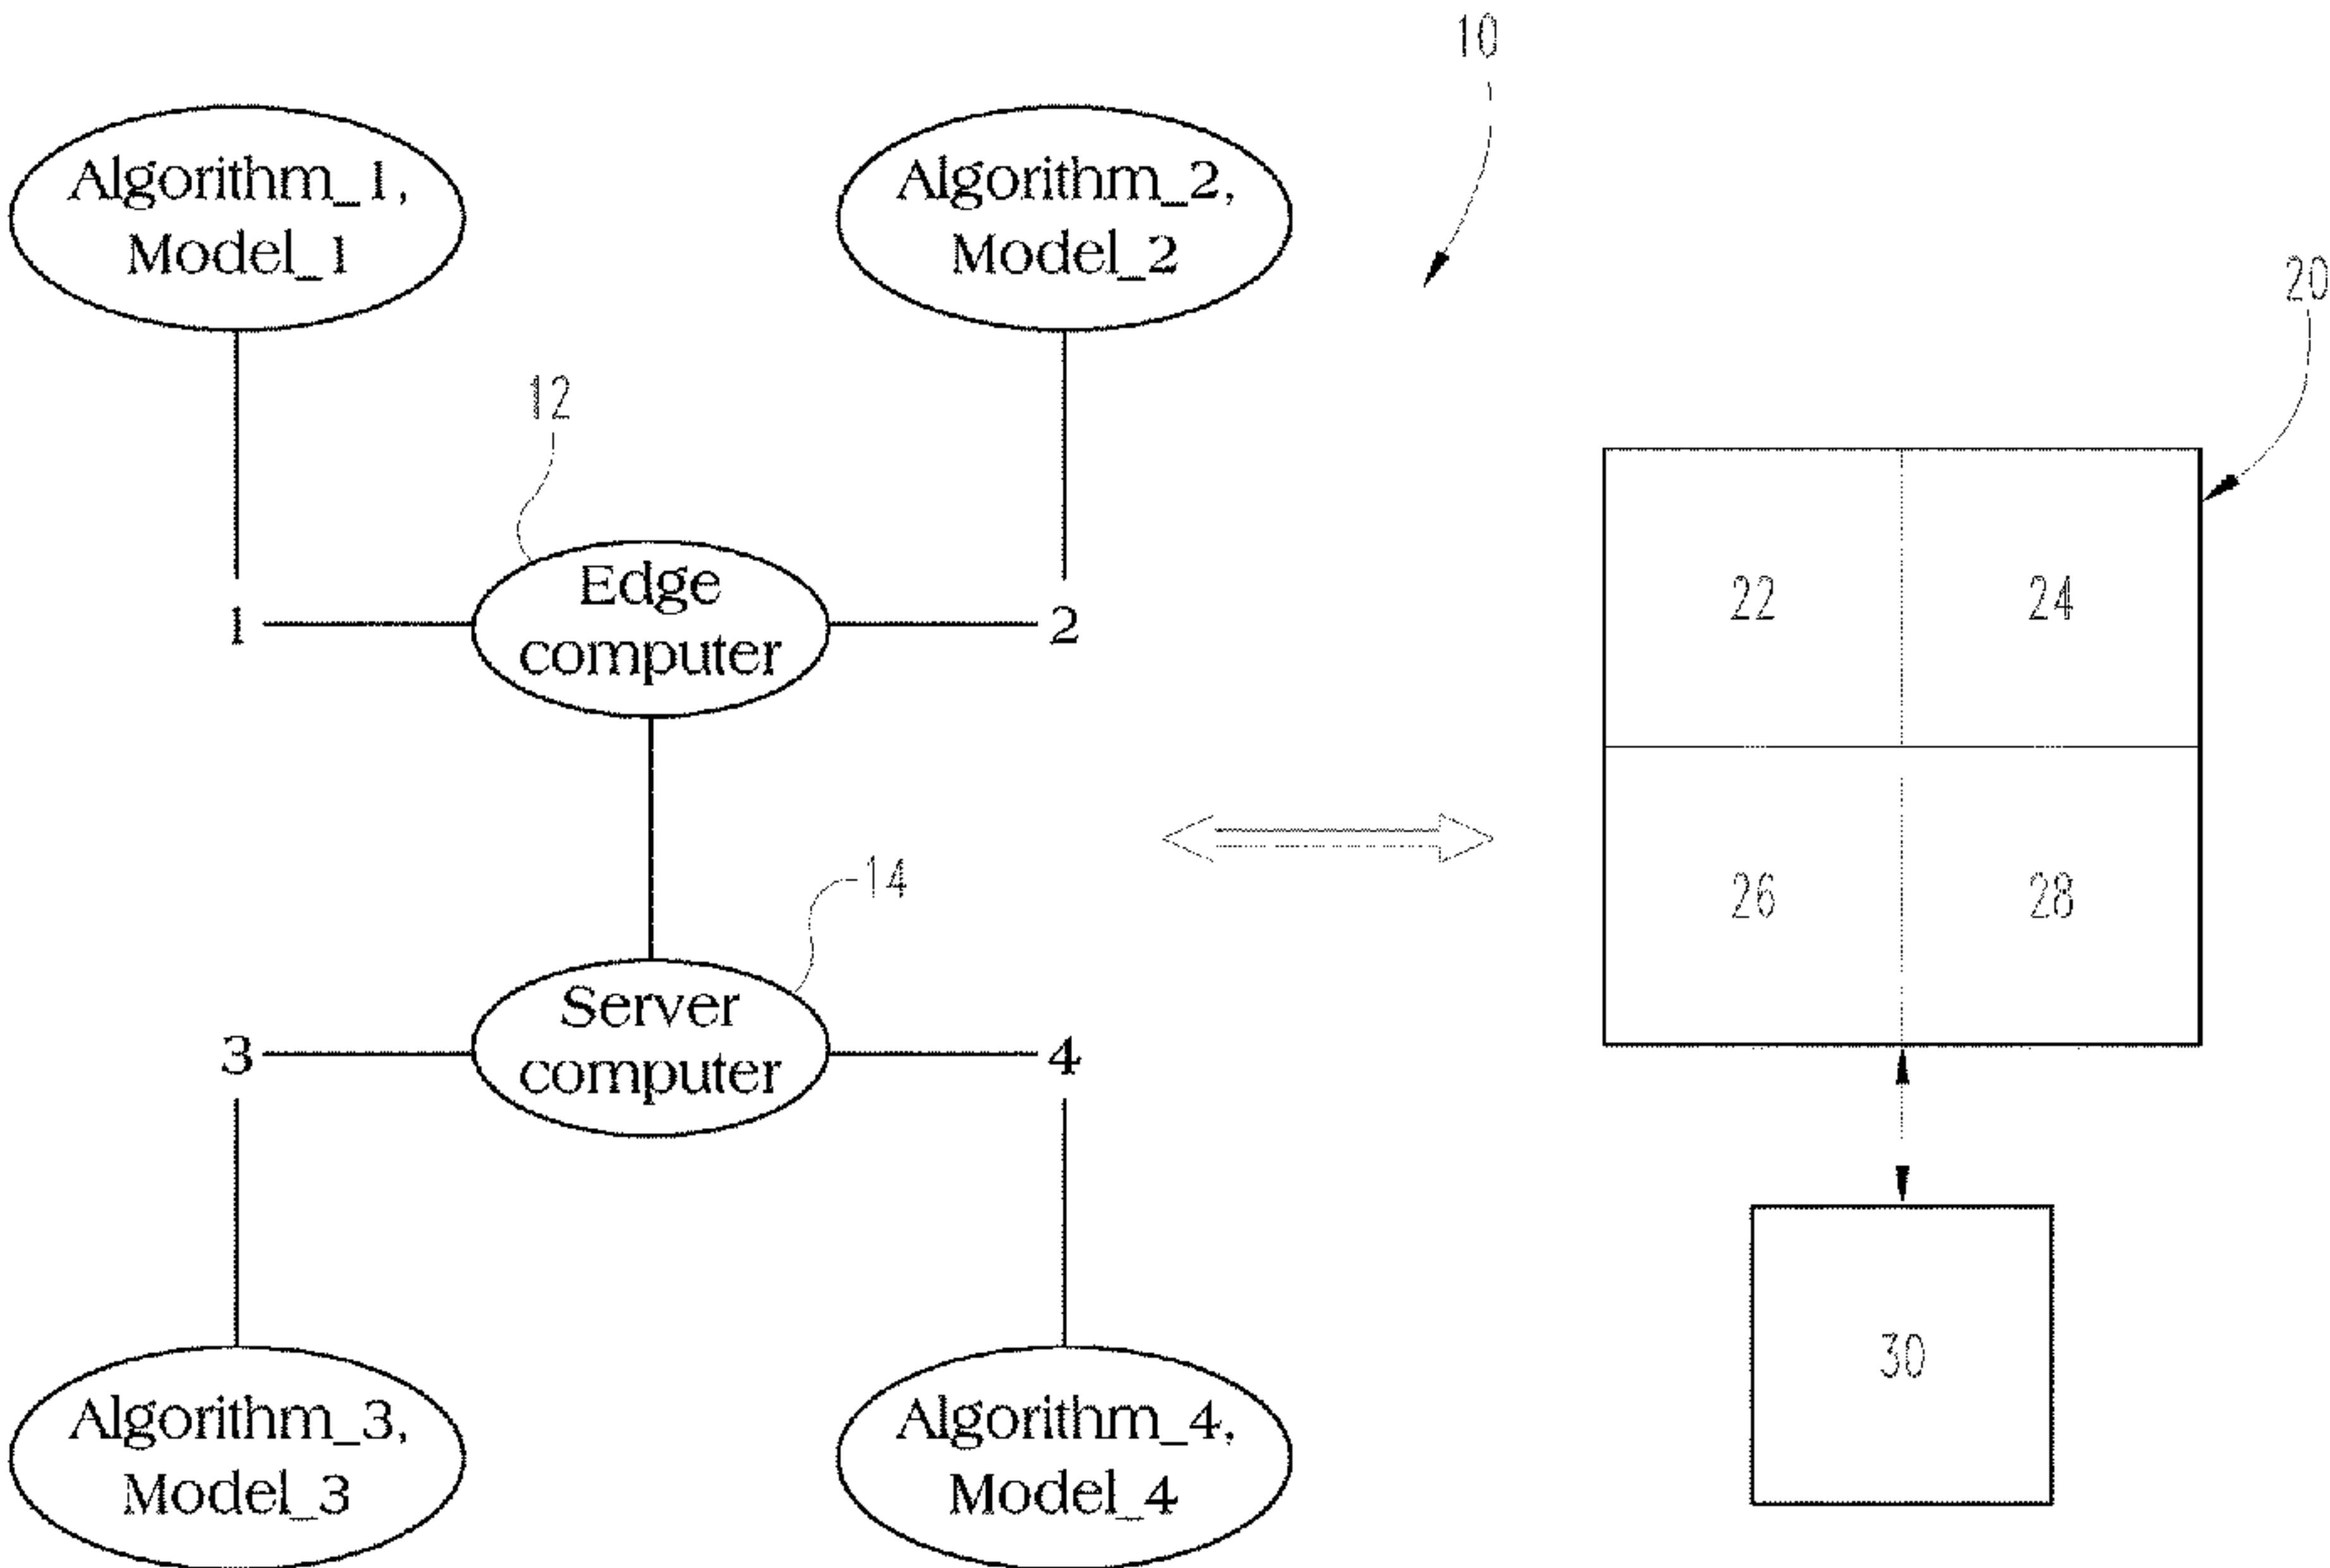 10
Algorithm_1,
Model_1
Algorithm_2,
Model_2
20
12
Edge
computer
1
2
22
24
14
26
28
Server
computer
3
4
30
Algorithm_3,
Model_3
Algorithm_4,
Model_4